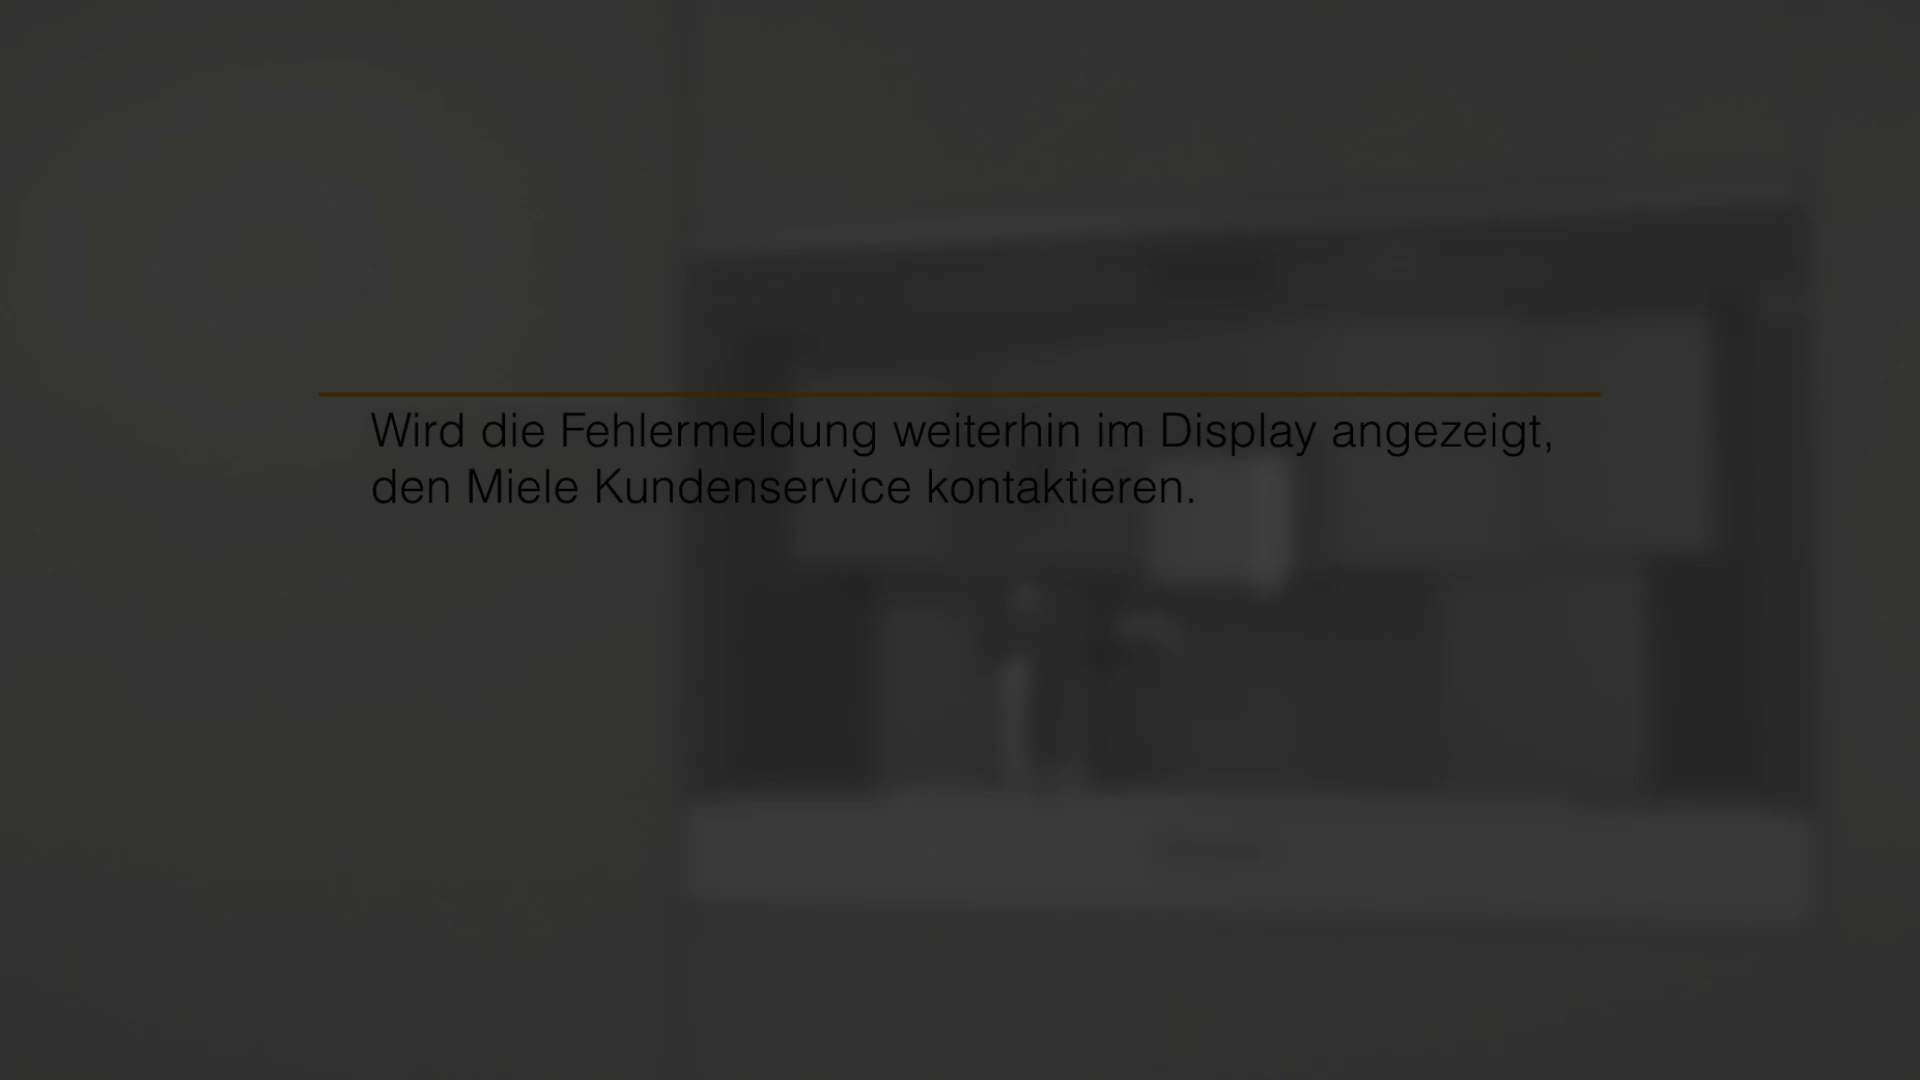 Wird die Fehlermeldung weiterhin im Display angezeigt,
den Miele Kundenservice kontaktieren.